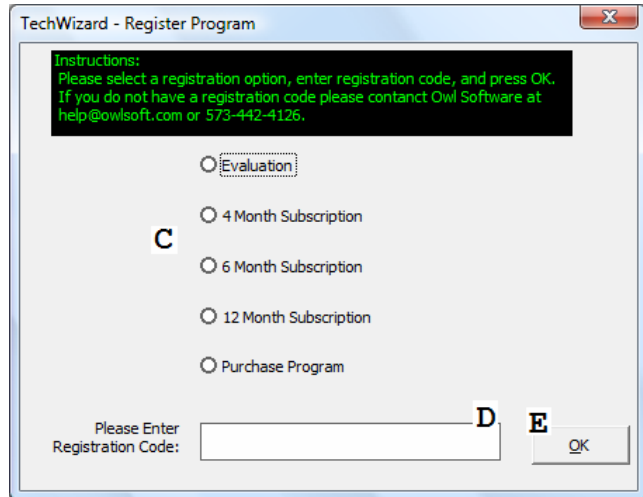 TechWizard - Register Program
Instructions:
Please select a registration option, enter registration code, and press OK.
If you do not have a registration code please contanct Owl Software at
help@owlsoft.com or 573-442-4126.
Evaluation
4 Month Subscription
C
6 Month Subscription
12 Month Subscription
Purchase Program
Please Enter
Registration Code:
D
E
OK